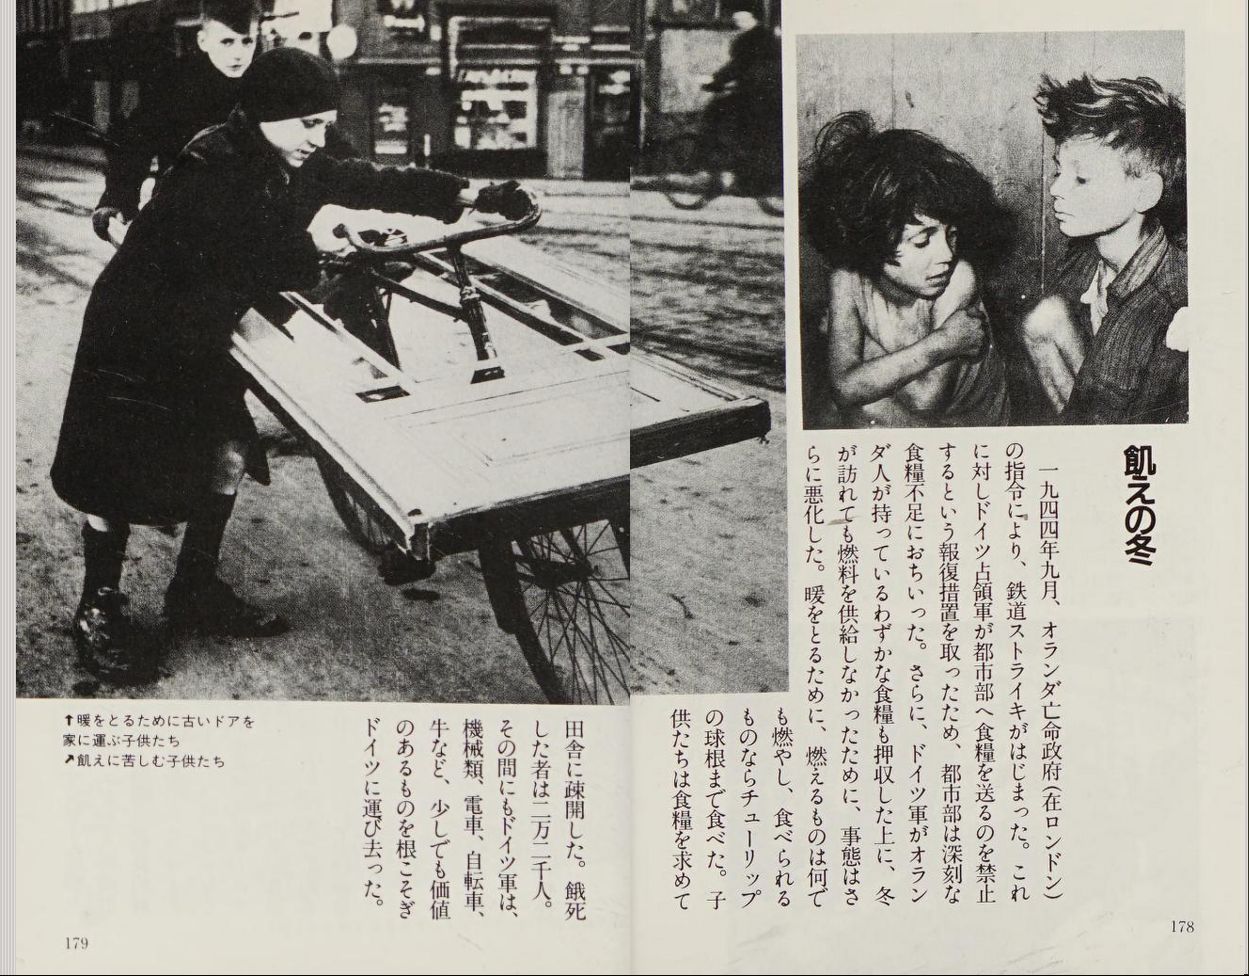 飢えの冬
一九四四年九月、オランダ亡命政府(在ロンドン)
の指令により、鉄道ストライキがはじまった。これ
に対しドイツ占領軍が都市部へ食糧を送るのを禁止
するという報復措置を取ったため、都市部は深刻な
食糧不足におちいった。さらに、ドイツ軍がオラン
ダ人が持っているわずかな食糧も押収した上に、冬
が訪れても燃料を供給しなかったために、事態はさ
らに悪化した。暖をとるために、燃えるものは何で
も燃やし、食べられる
ものならチューリップ
の球根まで食べた。子
供たちは食糧を求めて
178
田舎に疎開した。餓死
した者は二万二千人。
その間にもドイツ軍は、
機械類、電車、自転車、
牛など、少しでも価値
のあるものを根こそぎ
ドイツに運び去った。
↑暖をとるために古いドアを
家に運ぶ子供たち
↗飢えに苦しむ子供たち
179